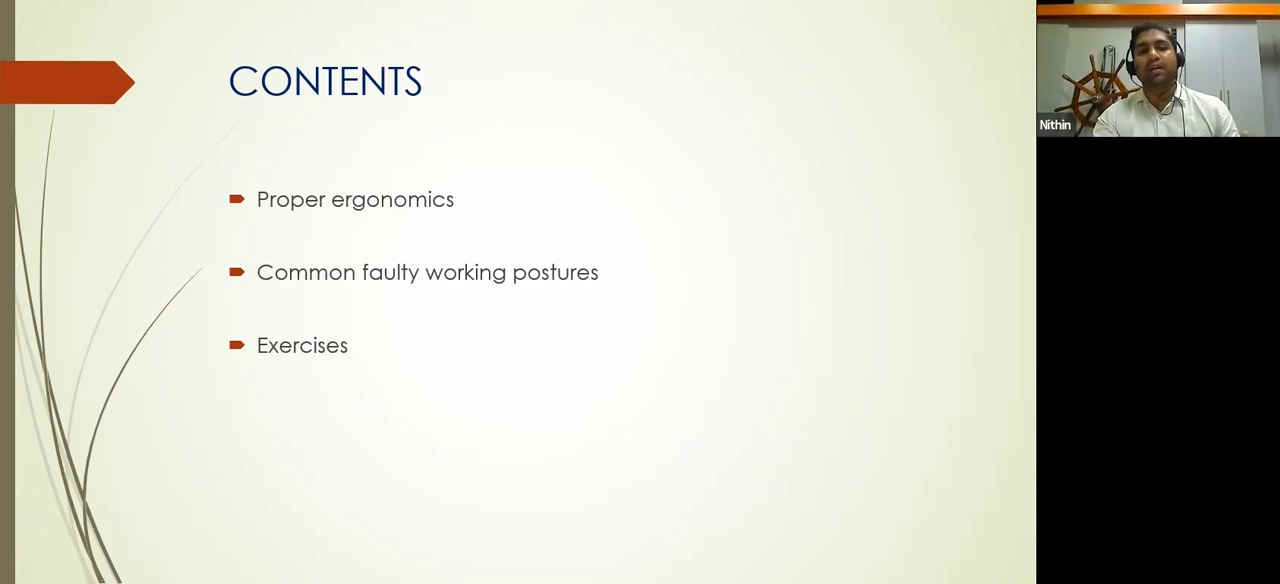 CONTENTS
Proper ergonomics
Common faulty working postures
Exercises
Nithin